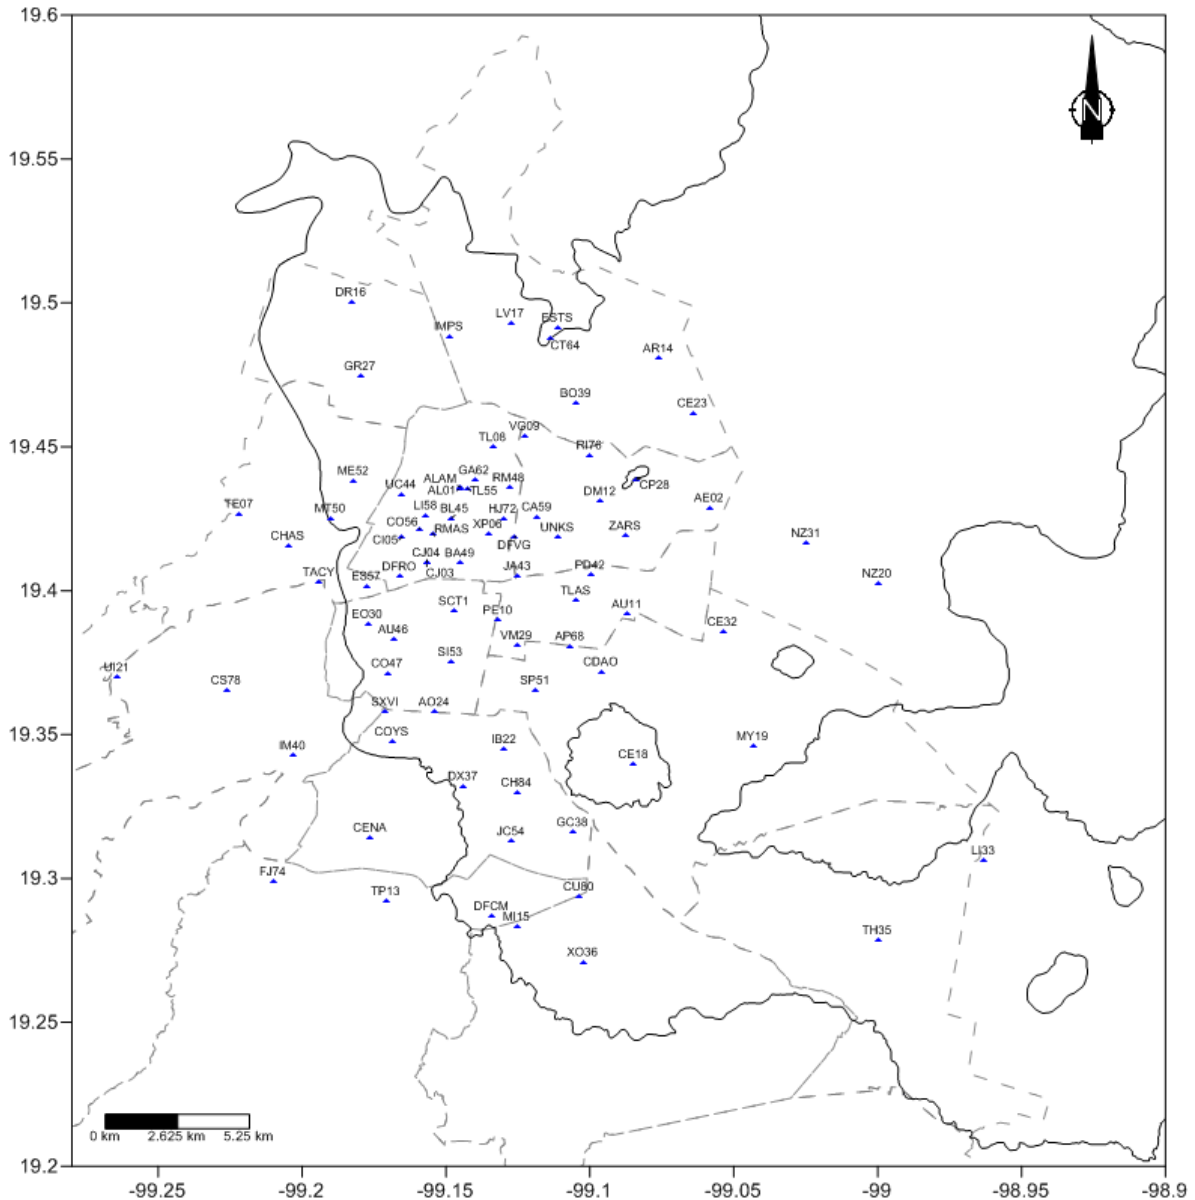 19.6
N
19.55
19.5
DR16
LV17
ESTS
IMPS
CT64
AR14
GR27
BO39
CE23
19.45
VG09
TL08
RI76
ME52
ALAM
GA62
UC44
AL01
TL55
RM48
CP28
DM12
AE02
TE07
MT50
LI58
BL45
HJ72
CA59
CO56
RMAS
XP06
UNKS
ZARS
CHAS
CI05
DFVG
NZ31
CJ04
BA49
TACY
ES57
DFRO
CJ03
JA43
PD42
NZ20
19.4
TLAS
SCT1
PE10
AU11
EO30
AU46
CE32
VM29
AP68
SI53
CDAO
UI21
CO47
CS78
SP51
SXVI
AO24
19.35
COYS
IB22
MY19
IM40
CE18
DX37
CH84
CENA
JC54
GC38
LI33
19.3
FJ74
TP13
CU80
DFCM
MI15
TH35
XO36
19.25
0 km
2.625 km
5.25 km
19.2
-99.25
-99.2
-99.15
-99.1
-99.05
-99
-98.95
-98.9